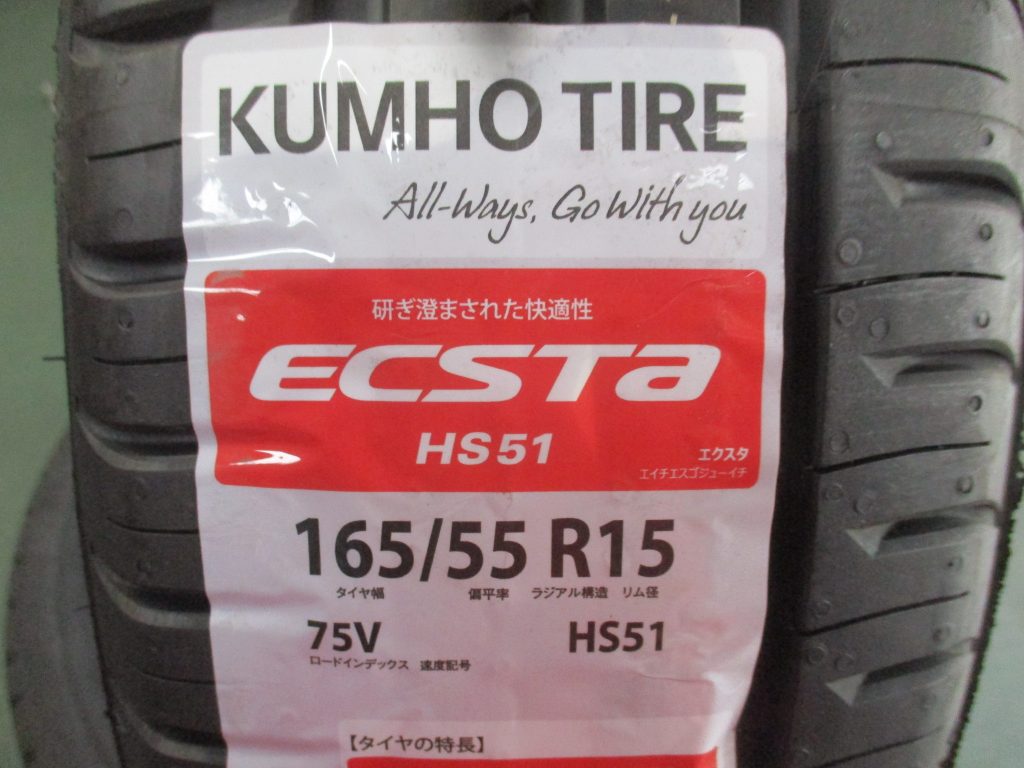 KUMHO TIRE
All-Ways, Go With you
研ぎ澄まされた快適性
ECSTA
HS51
エクスタ
エイチエスゴジューイチ
165/55 R15
タイヤ幅 偏平率 ラジアル構造 リム径
75V HS51
ロードインデックス 速度記号
【タイヤの特長】